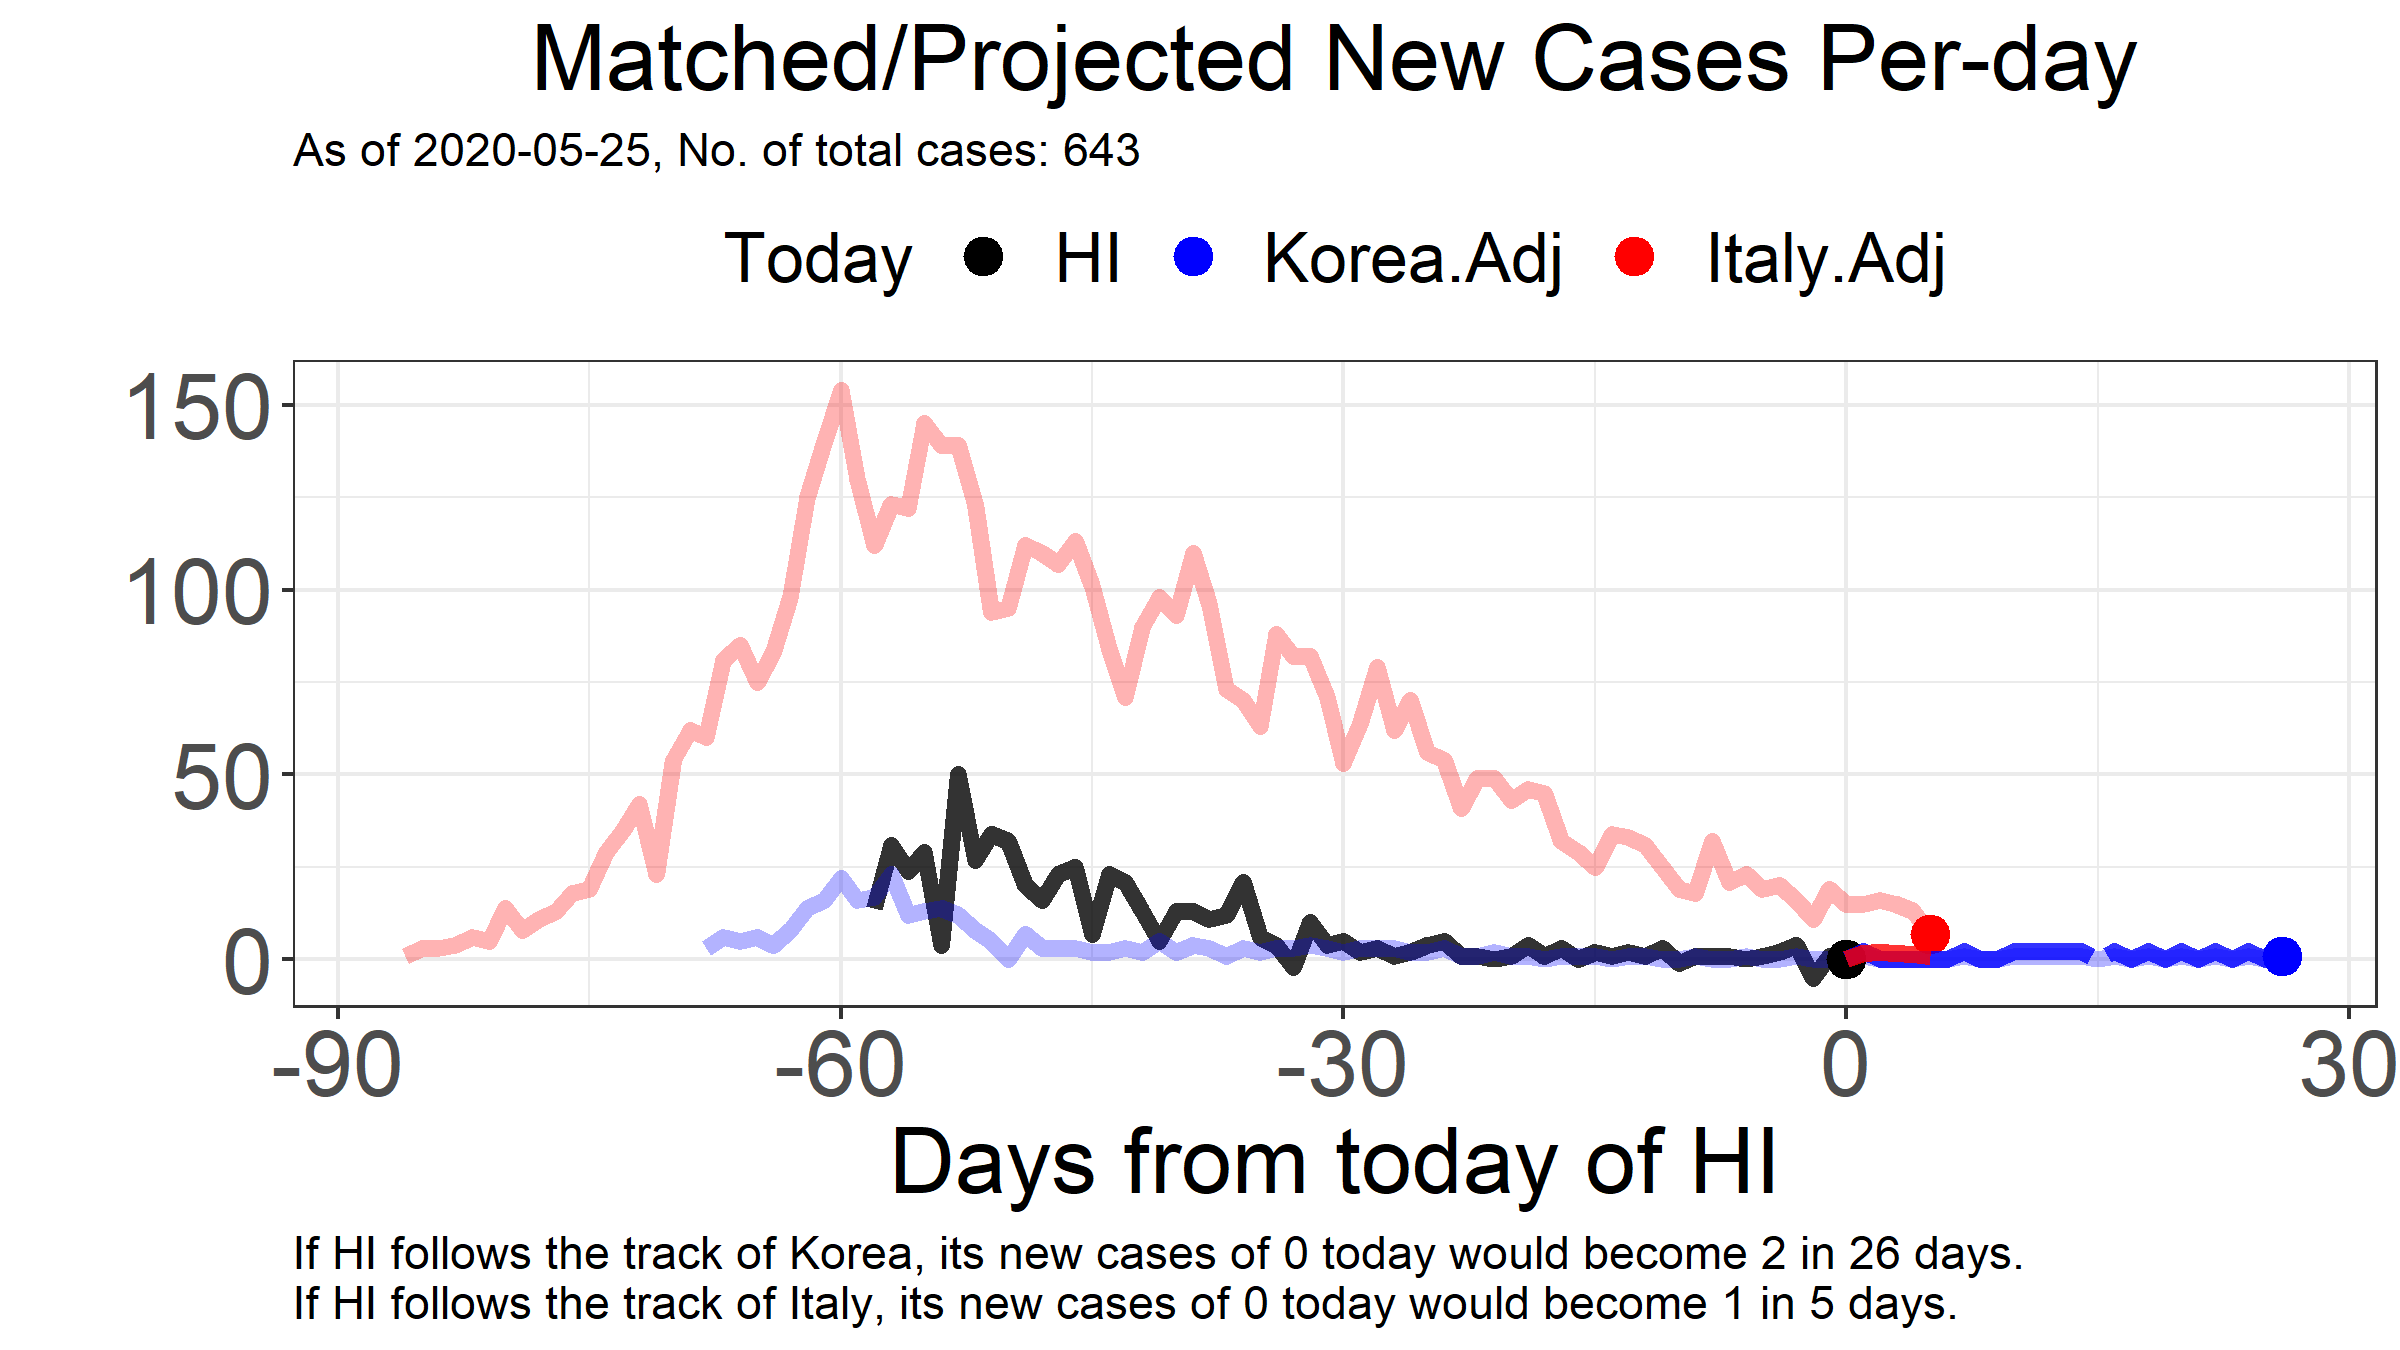 Matched/Projected New Cases Per-day
As of 2020-05-25, No. of total cases: 643
Today HI Korea.Adj Italy.Adj
150
100
50
0
-90 -60 -30 0 30
Days from today of HI
If HI follows the track of Korea, its new cases of 0 today would become 2 in 26 days.
If HI follows the track of Italy, its new cases of 0 today would become 1 in 5 days.